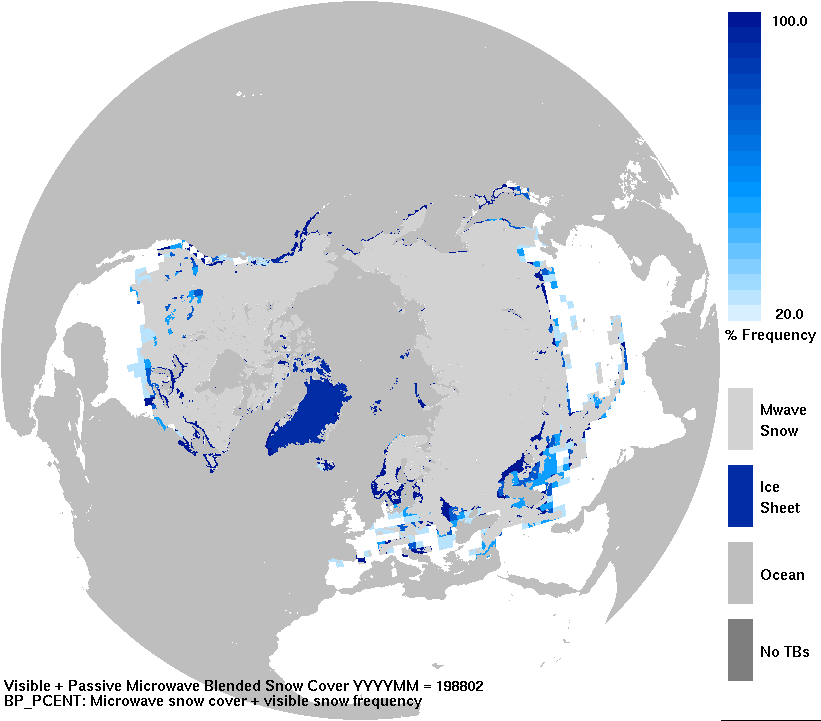 100.0
20.0
% Frequency
Mwave
Snow
Ice
Sheet
Ocean
No TBs
Visible + Passive Microwave Blended Snow Cover YYYYMM = 198802
BP_PCENT: Microwave snow cover + visible snow frequency